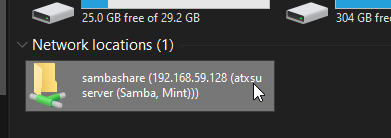 25.0 GB free of 29.2 GB
304 GB free
Network locations (1)
sambashare (192.168.59.128 (atxsu
server (Samba, Mint)))